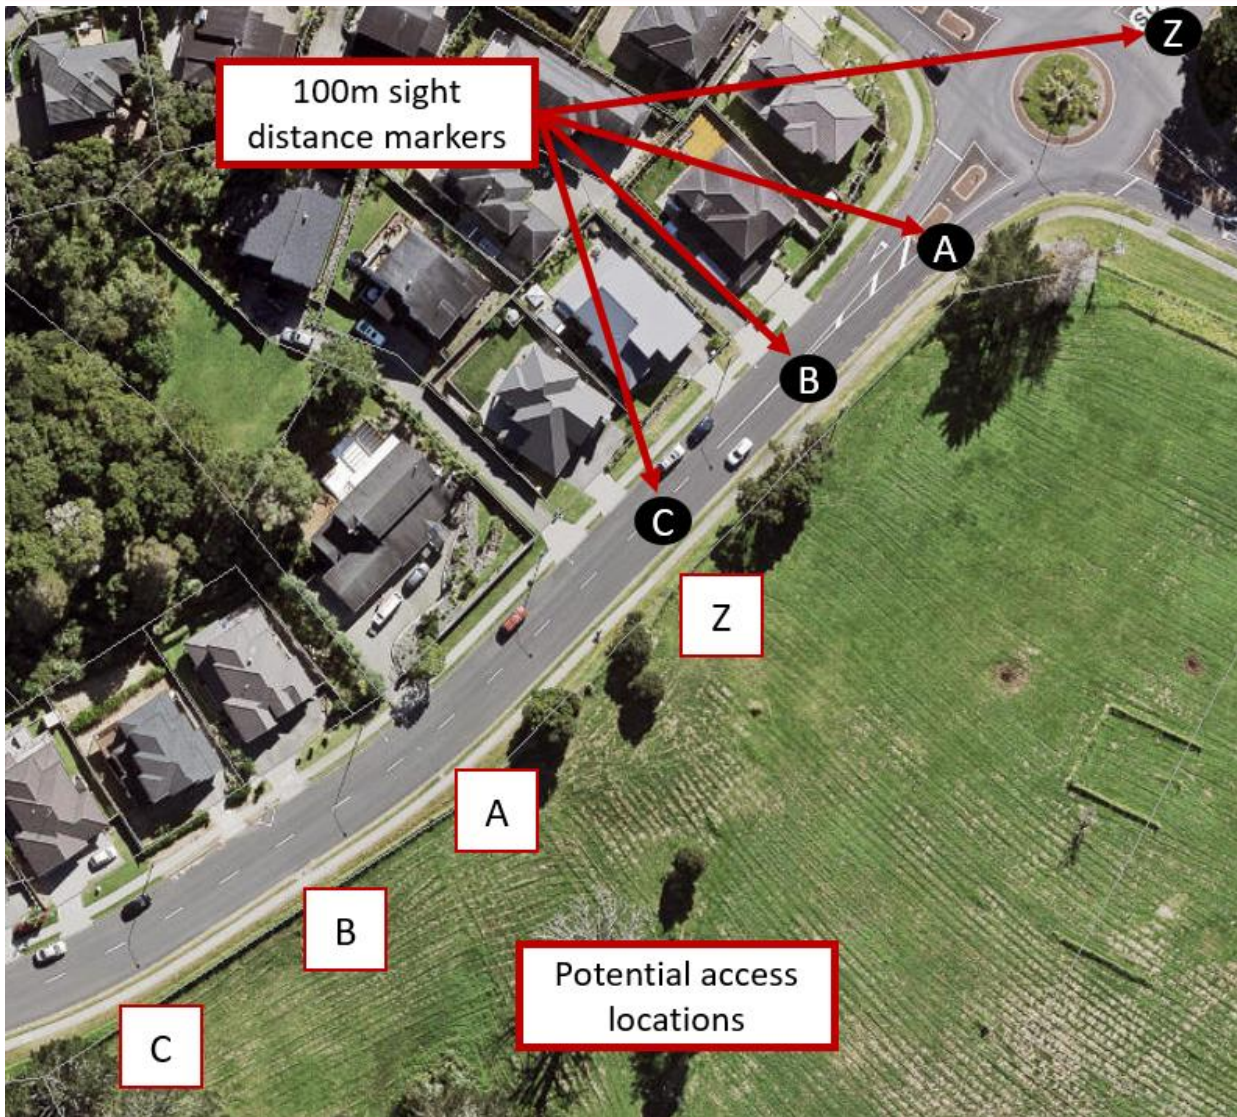 Z
100m sight
distance markers
A
B
C
Z
A
B
Potential access
locations
C